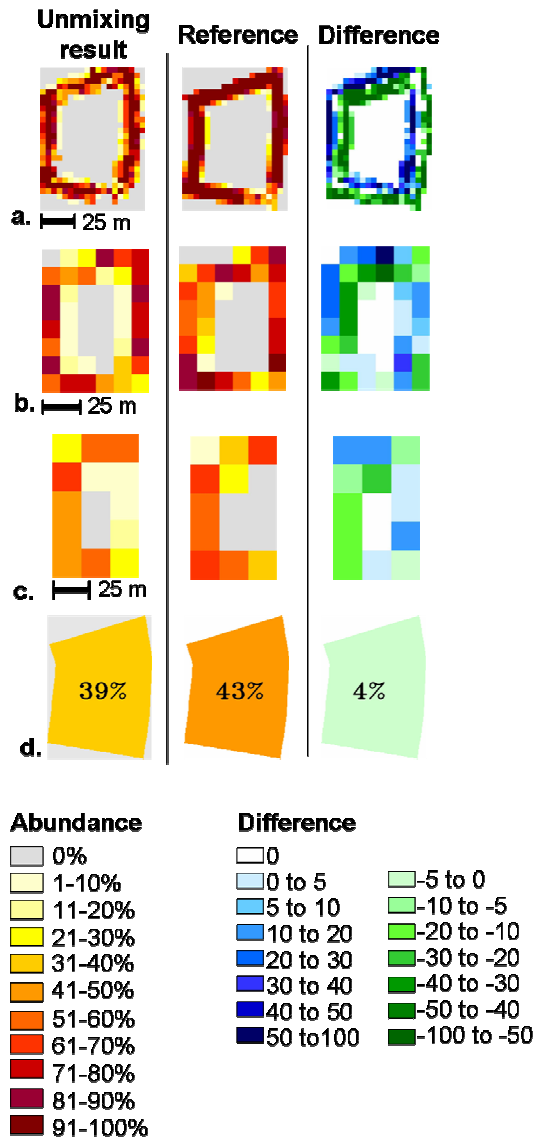 Unmixing result
Reference
Difference
a.
25 m
b.
25 m
c.
25 m
39%
43%
4%
d.
Abundance
0%
1-10%
11-20%
21-30%
31-40%
41-50%
51-60%
61-70%
71-80%
81-90%
91-100%
Difference
0
0 to 5
5 to 10
10 to 20
20 to 30
30 to 40
40 to 50
50 to100
-5 to 0
-10 to -5
-20 to -10
-30 to -20
-40 to -30
-50 to -40
-100 to -50